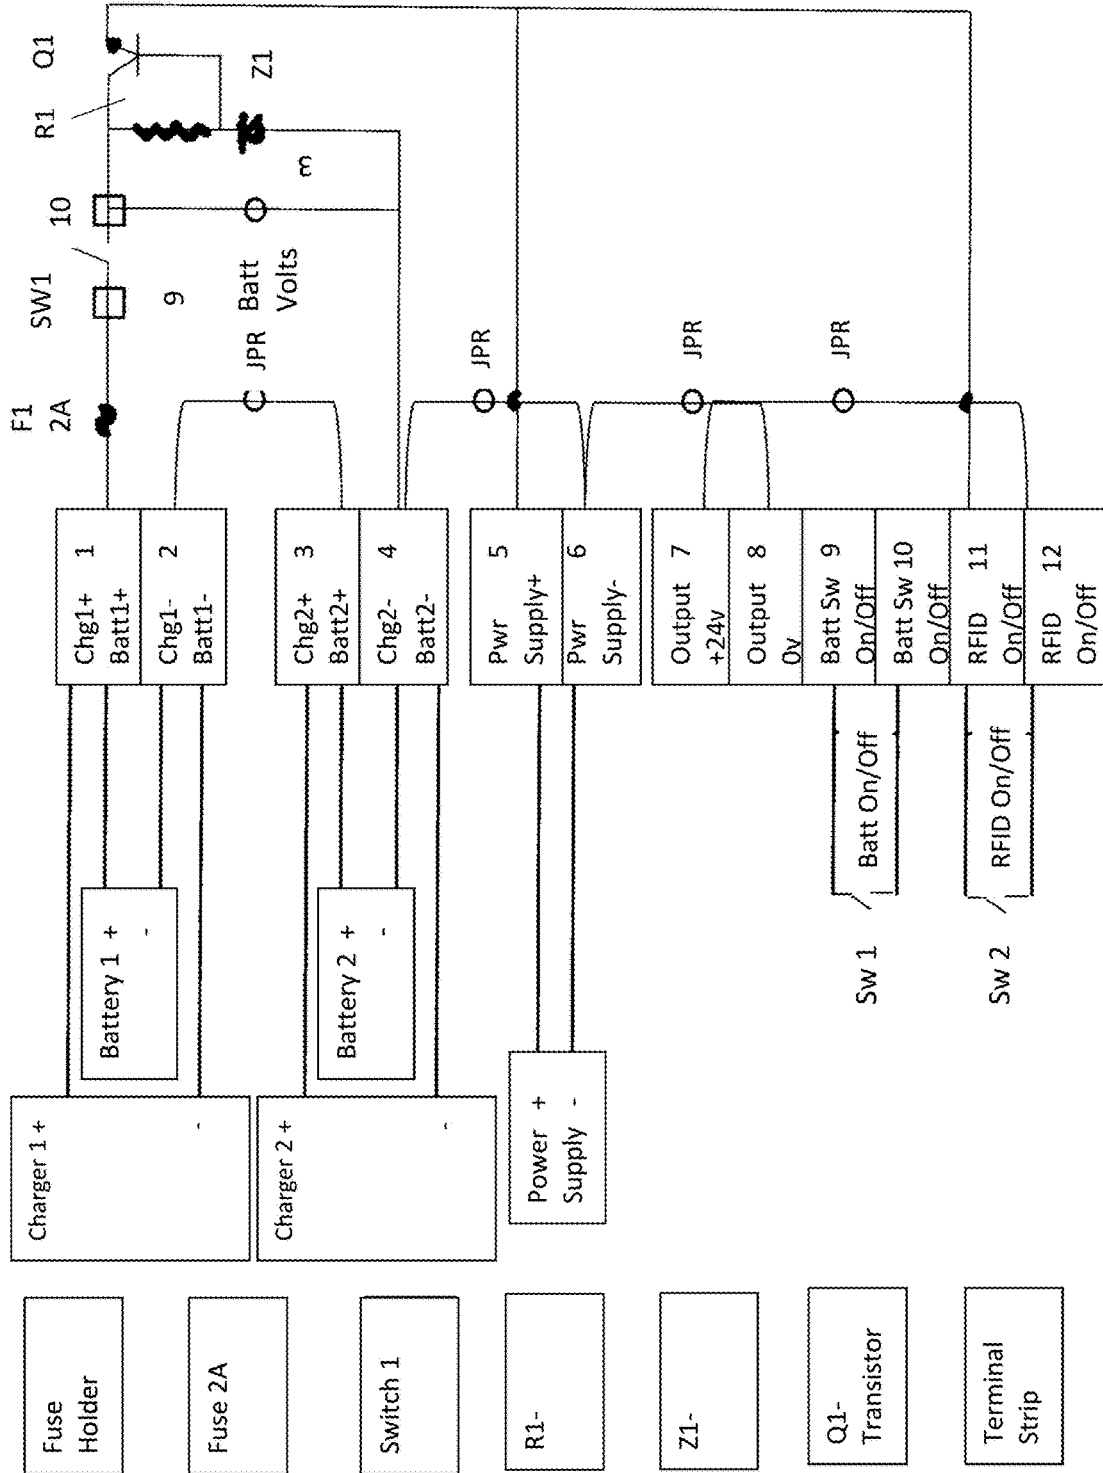 Fuse
Holder
Fuse 2A
Switch 1
R1-
Z1-
Q1-
Transistor
Terminal
Strip
Charger 1 +
-
Battery 1 +
-
Charger 2 +
-
Battery 2 +
-
Power +
Supply -
Sw 1
Batt On/Off
Sw 2
RFID On/Off
Chg1+ 1
Batt1+
Chg1- 2
Batt1-
Chg2+ 3
Batt2+
Chg2- 4
Batt2-
Pwr 5
Supply+
Pwr 6
Supply-
Output 7
+24v
Output 8
0v
Batt Sw 9
On/Off
Batt Sw 10
On/Off
RFID 11
On/Off
RFID 12
On/Off
F1
2A
SW1
10
R1
Q1
9
Z1
JPR
Batt
Volts
3
JPR
JPR
JPR